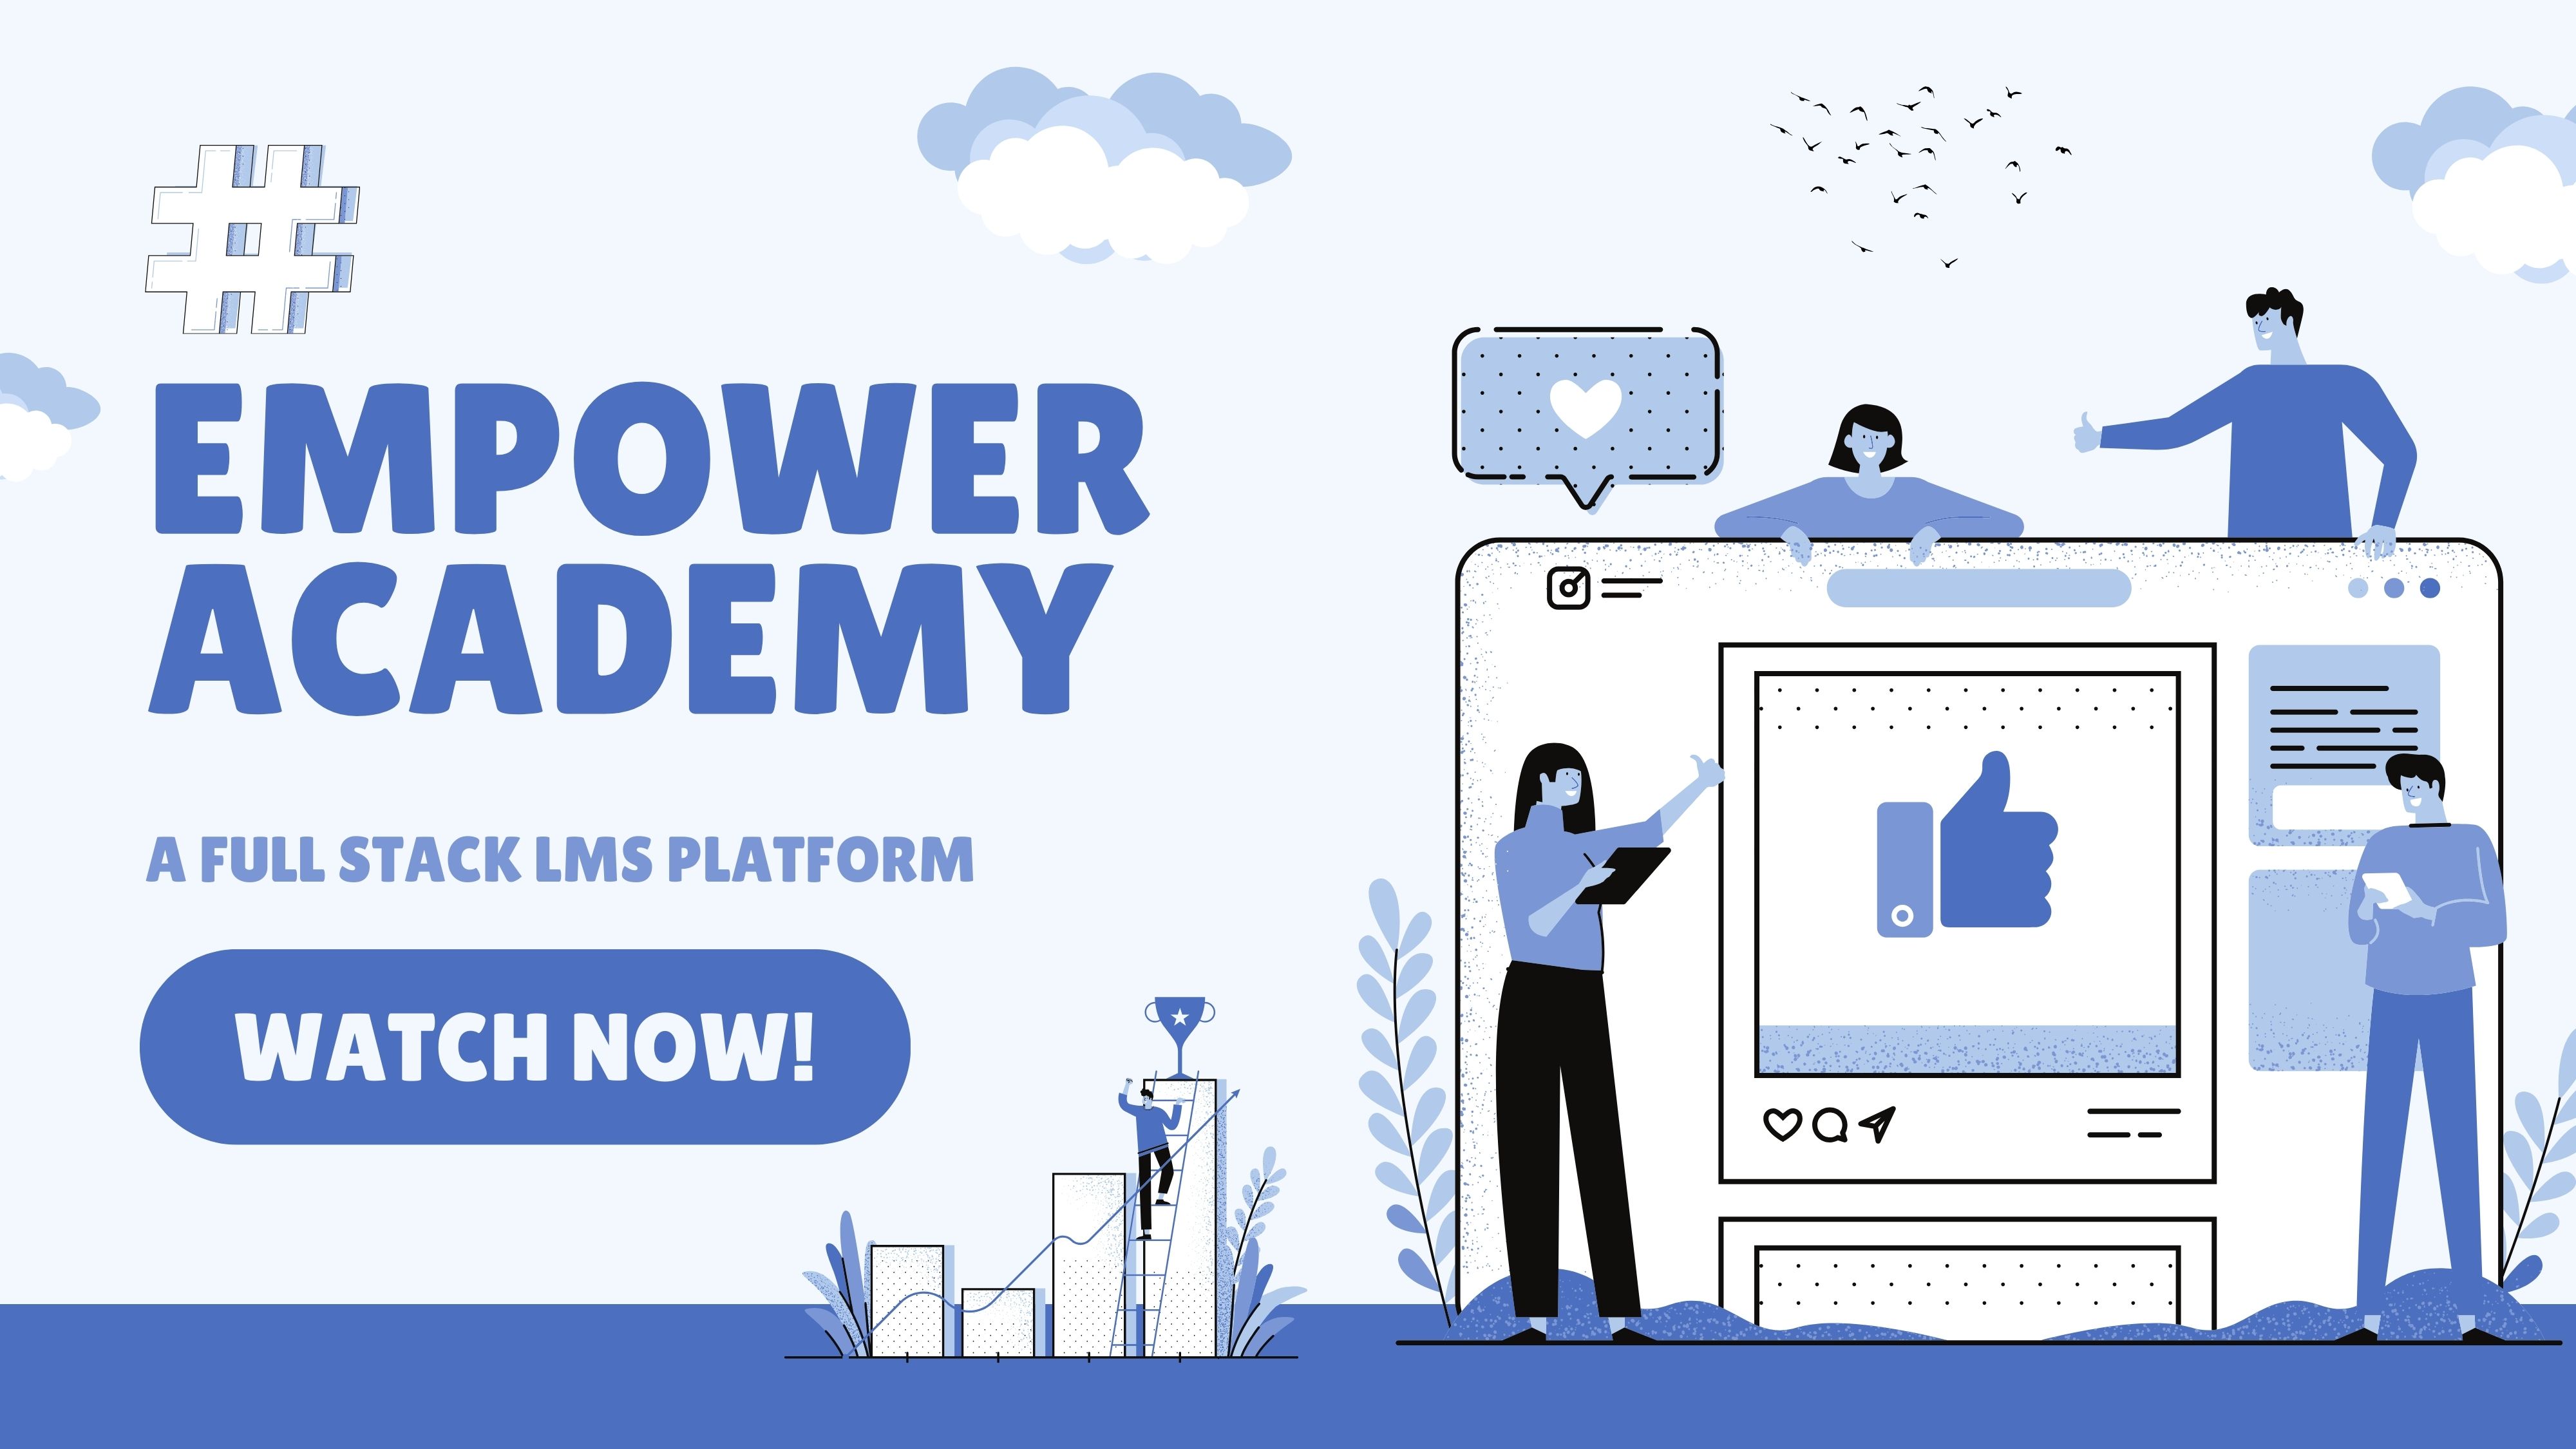 #
EMPOWER
ACADEMY
A FULL STACK LMS PLATFORM
WATCH NOW!